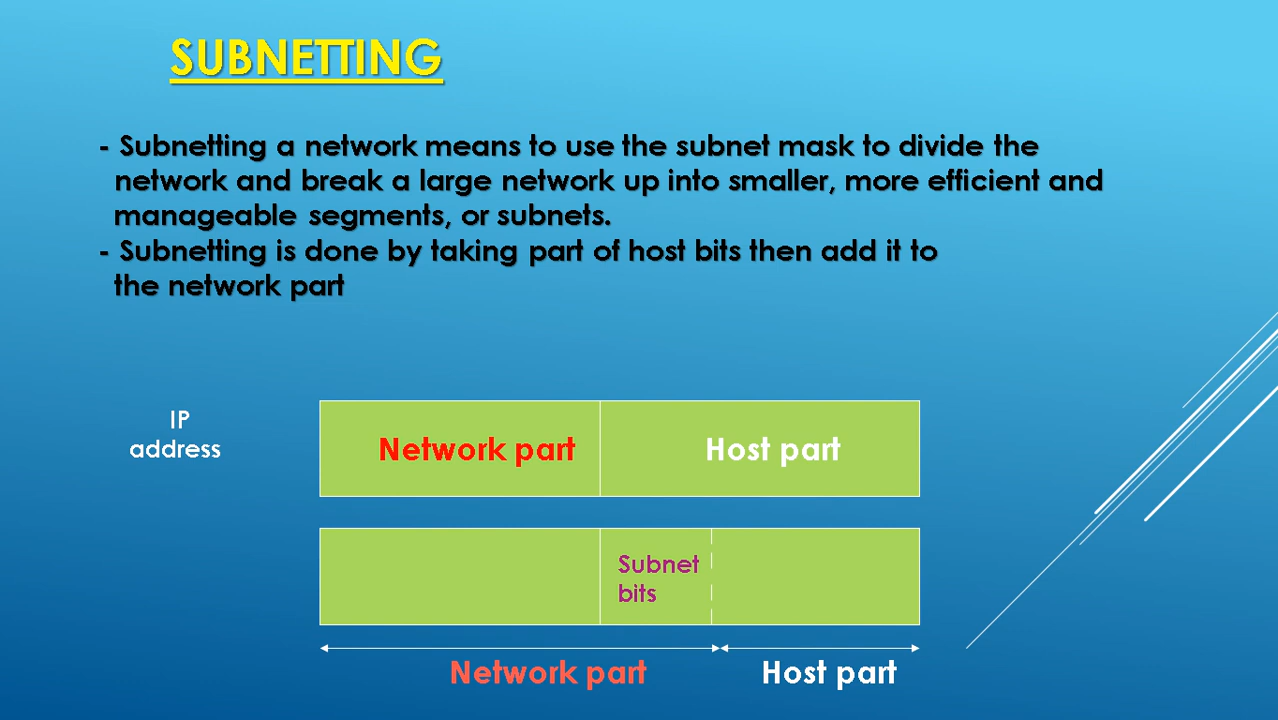 SUBNETTING
- Subnetting a network means to use the subnet mask to divide the
network and break a large network up into smaller, more efficient and
manageable segments, or subnets.
- Subnetting is done by taking part of host bits then add it to
the network part
IP
address
Network part
Host part
Subnet
bits
Network part
Host part